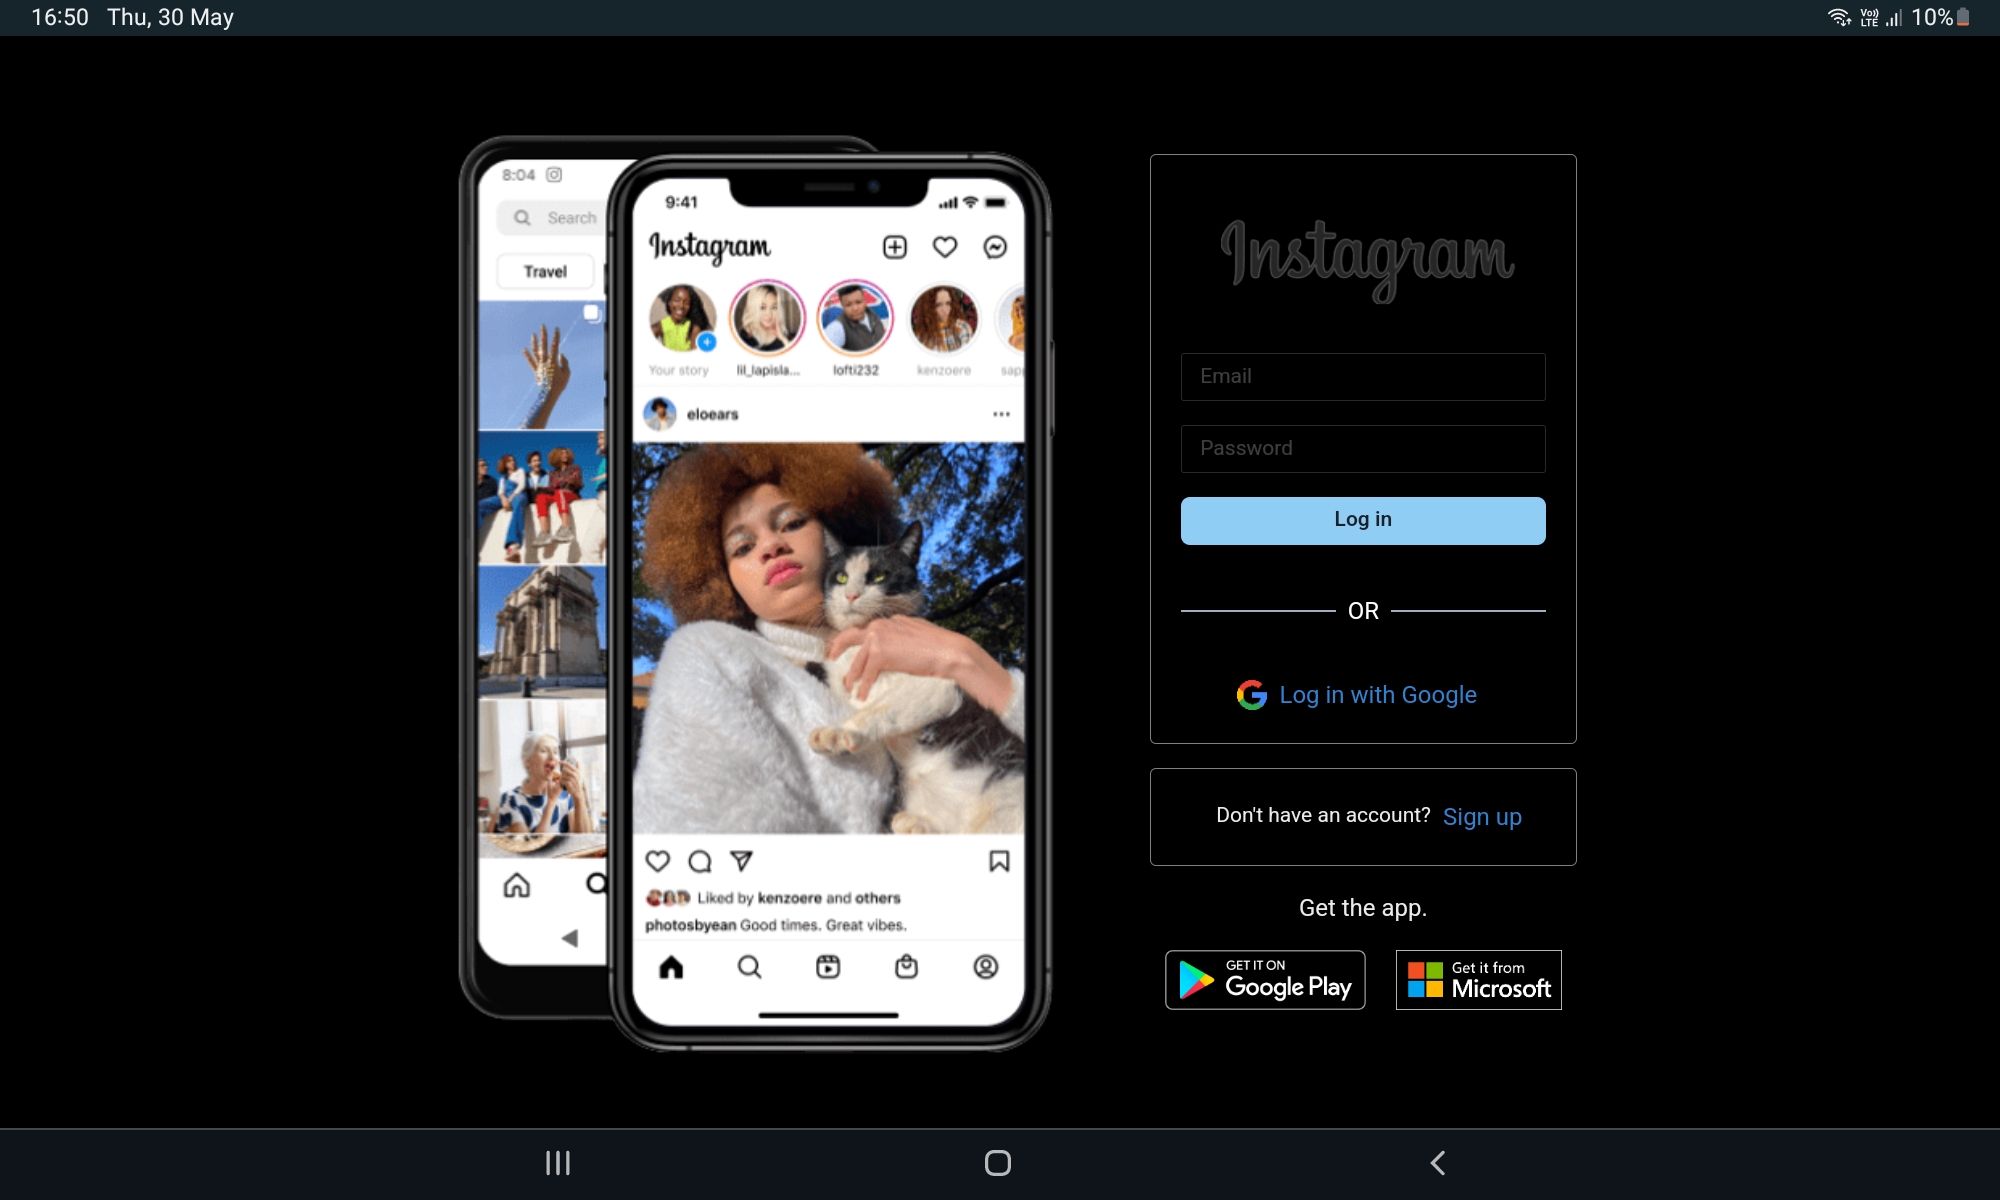 16:50 Thu, 30 May
Vo)) LTE 10%
8:04
Search
Travel
9:41
Instagram
Your story lil_lapisla... lofti232 kenzoere sapp
eloears
Liked by kenzoere and others
photosbyean Good times. Great vibes.
Instagram
Email
Password
Log in
OR
Log in with Google
Don't have an account? Sign up
Get the app.
GET IT ON
Google Play
Get it from
Microsoft